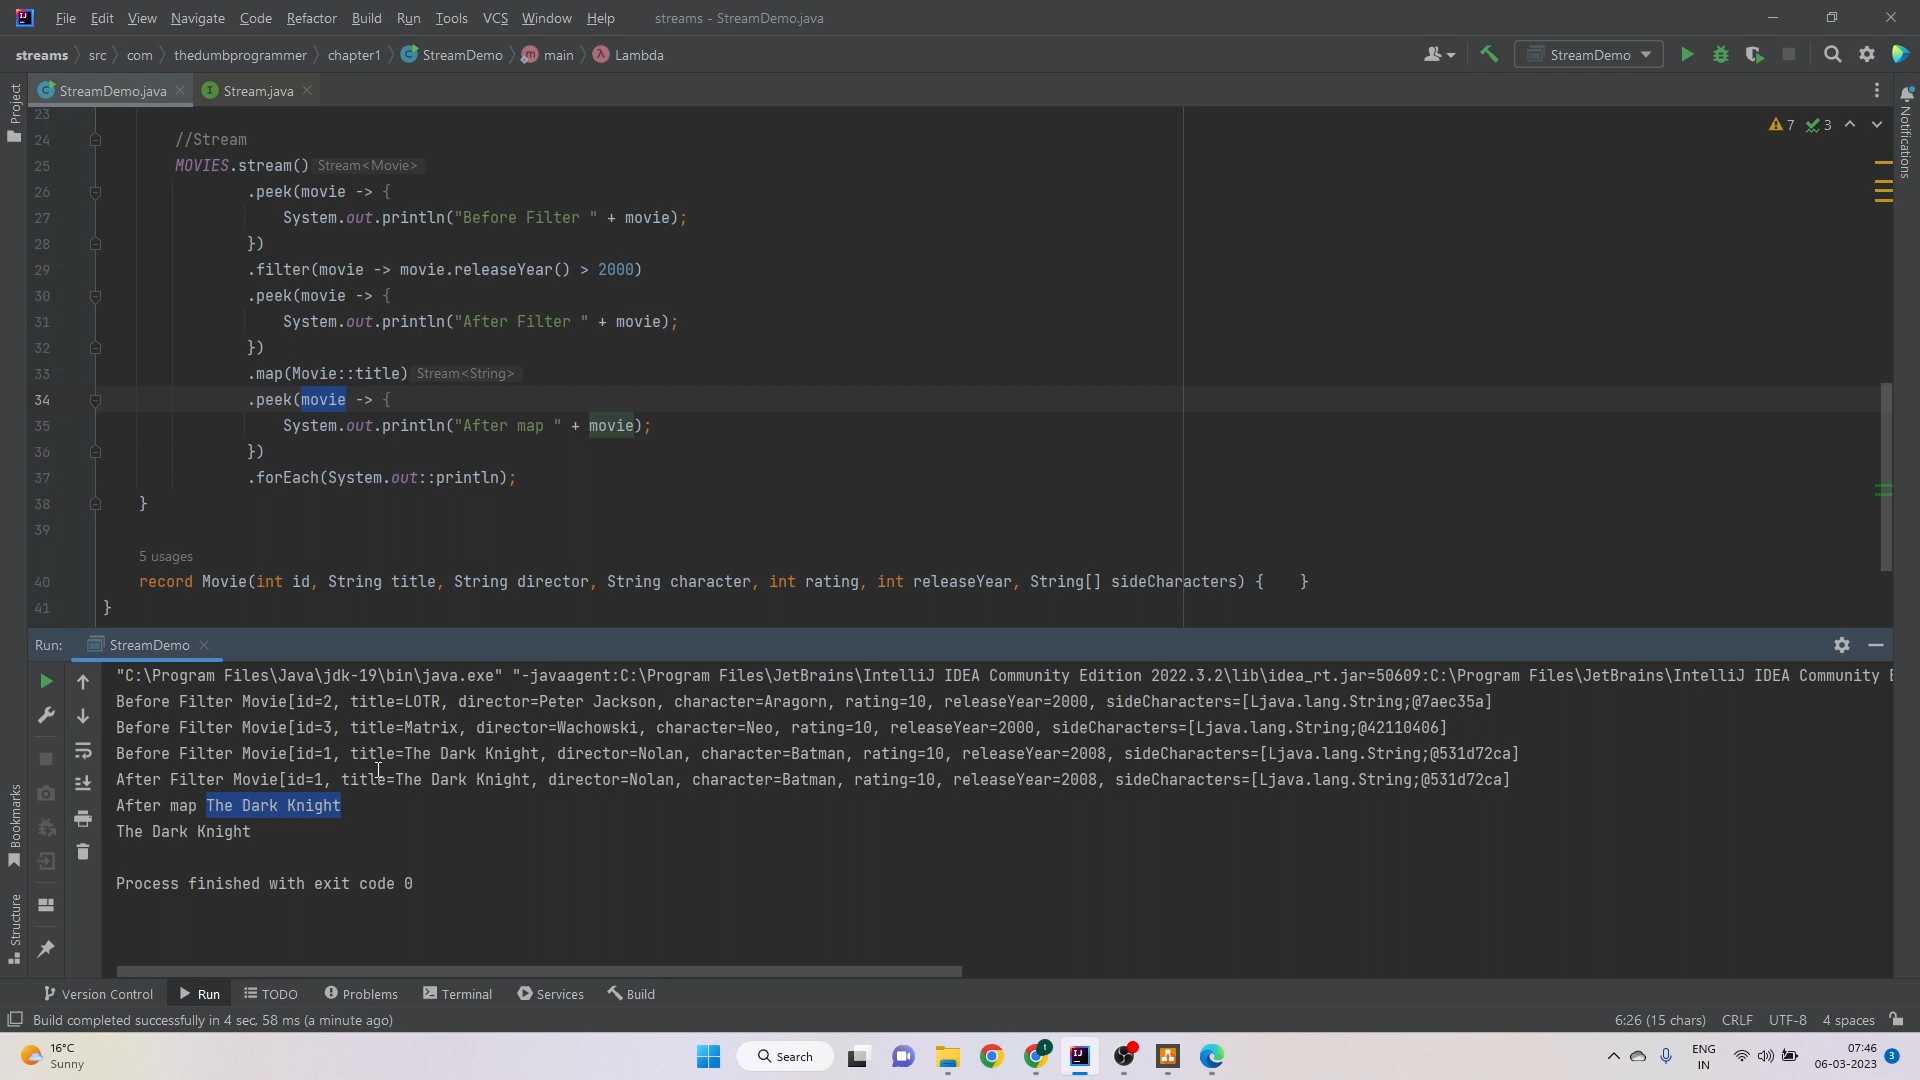 File Edit View Navigate Code Refactor Build Run Tools VCS Window Help streams - StreamDemo.java
streams src com thedumbprogrammer chapter1 StreamDemo main Lambda StreamDemo
StreamDemo.java Stream.java
Project
Notifications
23
7 3
24 //Stream
25 MOVIES.stream() Stream<Movie>
26 .peek(movie -> {
27 System.out.println("Before Filter " + movie);
28 })
29 .filter(movie -> movie.releaseYear() > 2000)
30 .peek(movie -> {
31 System.out.println("After Filter " + movie);
32 })
33 .map(Movie::title) Stream<String>
34 .peek(movie -> {
35 System.out.println("After map " + movie);
36 })
37 .forEach(System.out::println);
38 }
39
5 usages
40 record Movie(int id, String title, String director, String character, int rating, int releaseYear, String[] sideCharacters) { }
41 }
Run: StreamDemo
"C:\Program Files\Java\jdk-19\bin\java.exe" "-javaagent:C:\Program Files\JetBrains\IntelliJ IDEA Community Edition 2022.3.2\lib\idea_rt.jar=50609:C:\Program Files\JetBrains\IntelliJ IDEA Community E
Before Filter Movie[id=2, title=LOTR, director=Peter Jackson, character=Aragorn, rating=10, releaseYear=2000, sideCharacters=[Ljava.lang.String;@7aec35a]
Before Filter Movie[id=3, title=Matrix, director=Wachowski, character=Neo, rating=10, releaseYear=2000, sideCharacters=[Ljava.lang.String;@42110406]
Before Filter Movie[id=1, title=The Dark Knight, director=Nolan, character=Batman, rating=10, releaseYear=2008, sideCharacters=[Ljava.lang.String;@531d72ca]
After Filter Movie[id=1, title=The Dark Knight, director=Nolan, character=Batman, rating=10, releaseYear=2008, sideCharacters=[Ljava.lang.String;@531d72ca]
After map The Dark Knight
The Dark Knight
Process finished with exit code 0
Bookmarks
Structure
Version Control Run TODO Problems Terminal Services Build
Build completed successfully in 4 sec, 58 ms (a minute ago) 6:26 (15 chars) CRLF UTF-8 4 spaces
16°C
Sunny
Search
ENG
IN
07:46
06-03-2023
3